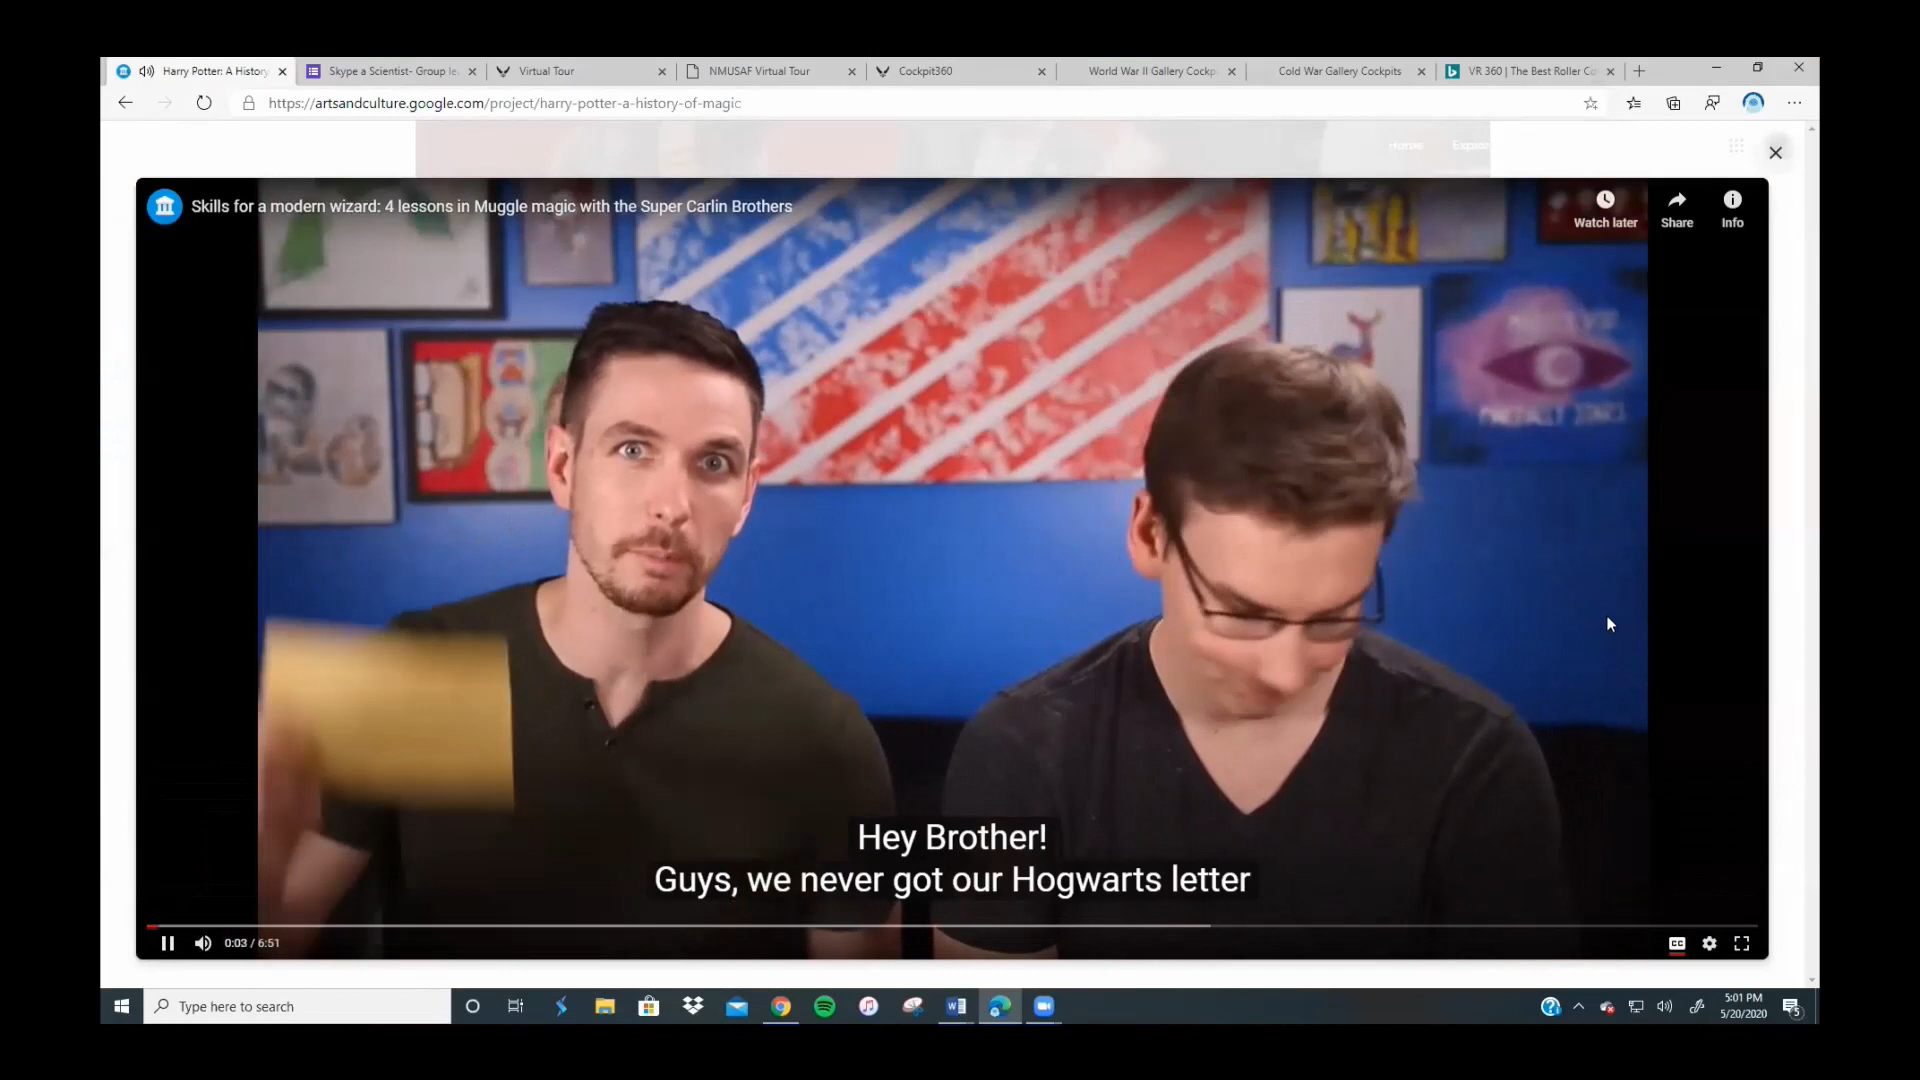 Harry Potter: A History
Skype a Scientist- Group le
Virtual Tour
NMUSAF Virtual Tour
Cockpit360
World War II Gallery Cockp
Cold War Gallery Cockpits
VR 360 | The Best Roller Co
https://artsandculture.google.com/project/harry-potter-a-history-of-magic
Home Explor
Skills for a modern wizard: 4 lessons in Muggle magic with the Super Carlin Brothers
Watch later
Share
Info
Hey Brother!
Guys, we never got our Hogwarts letter
0:03 / 6:51
CC
Type here to search
5:01 PM
5/20/2020
5